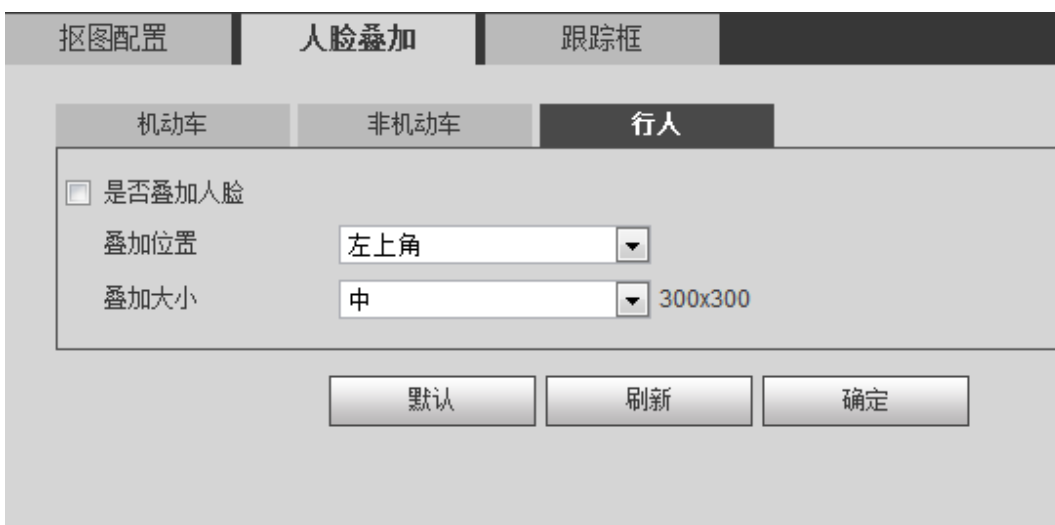 抠图配置 人脸叠加 跟踪框
机动车 非机动车 行人
是否叠加人脸
叠加位置 左上角
叠加大小 中 300x300
默认 刷新 确定